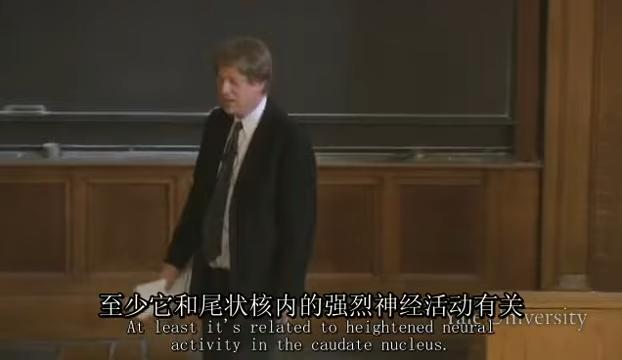 至少它和尾状核内的强烈神经活动有关
Yale University
At least it's related to heightened neural
activity in the caudate nucleus.